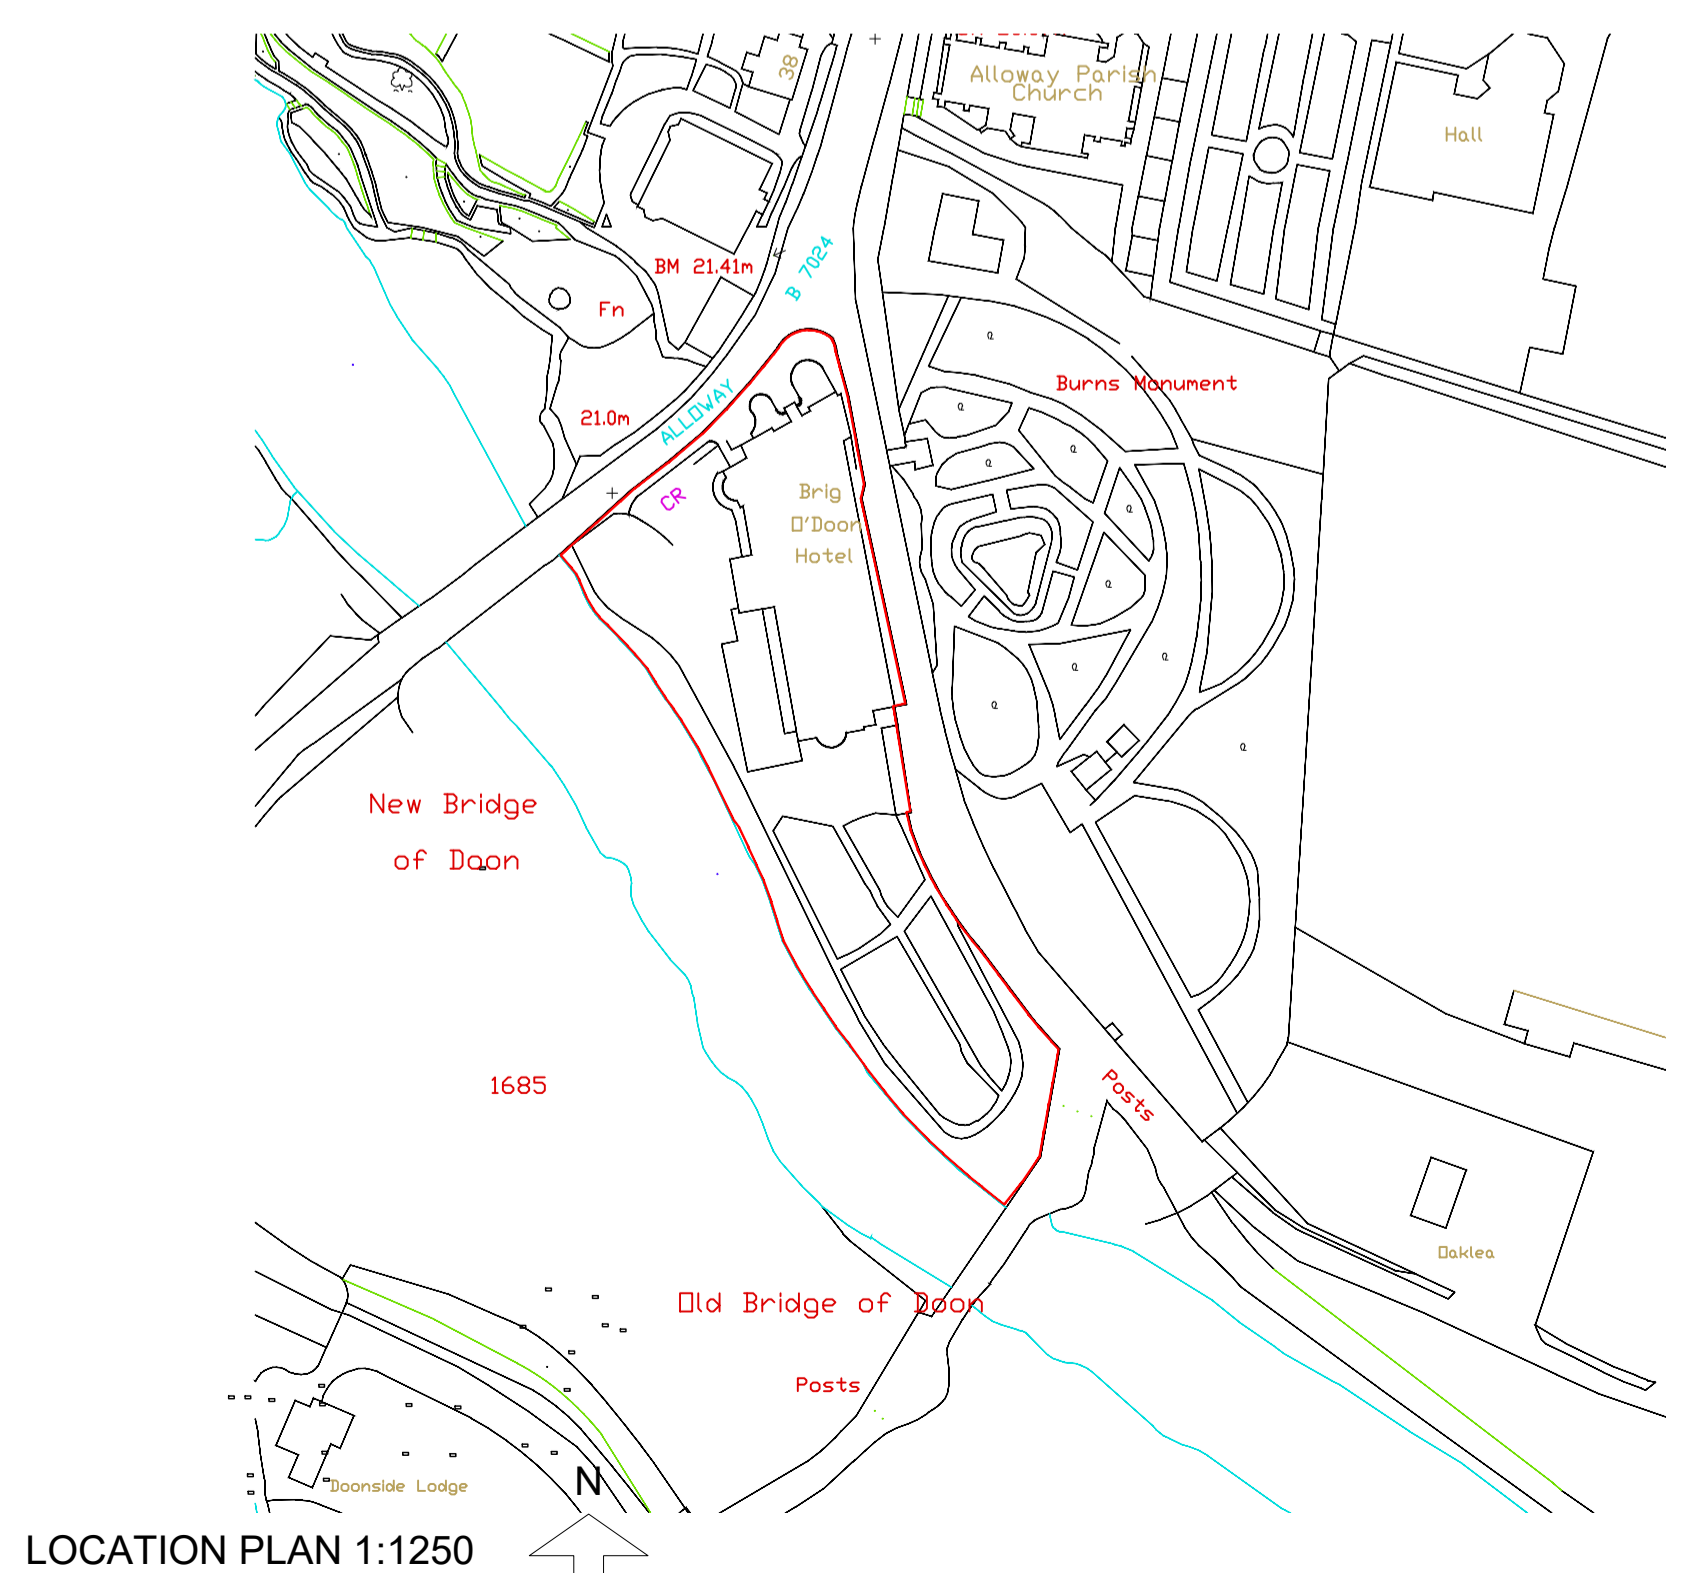 38
Alloway Parish
Church
Hall
B 7024
BM 21.41m
Fn
Burns Monument
21.0m
ALLOWAY
CR
Brig
O'Doon
Hotel
New Bridge
of Doon
1685
Posts
Oaklea
Old Bridge of Doon
Posts
Doonside Lodge
N
LOCATION PLAN 1:1250